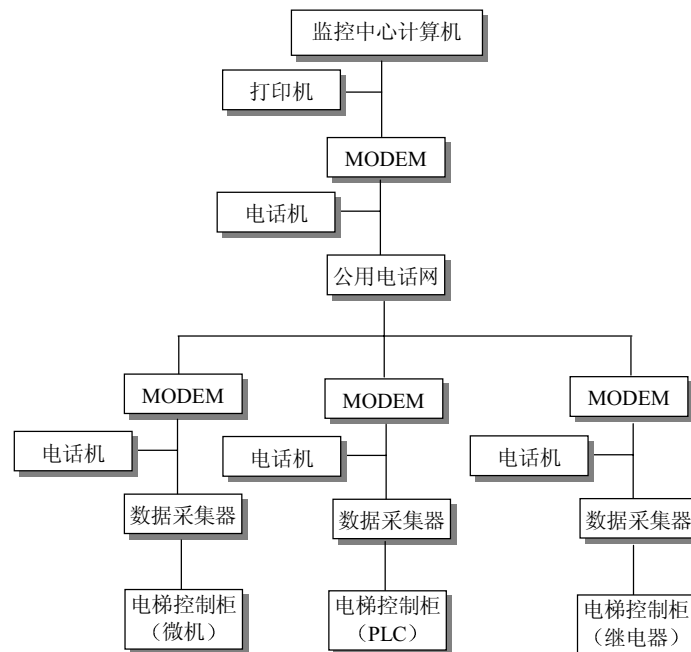 监控中心计算机
打印机
MODEM
电话机
公用电话网
MODEM
MODEM
MODEM
电话机
电话机
电话机
数据采集器
数据采集器
数据采集器
电梯控制柜
（微机）
电梯控制柜
（PLC）
电梯控制柜
（继电器）